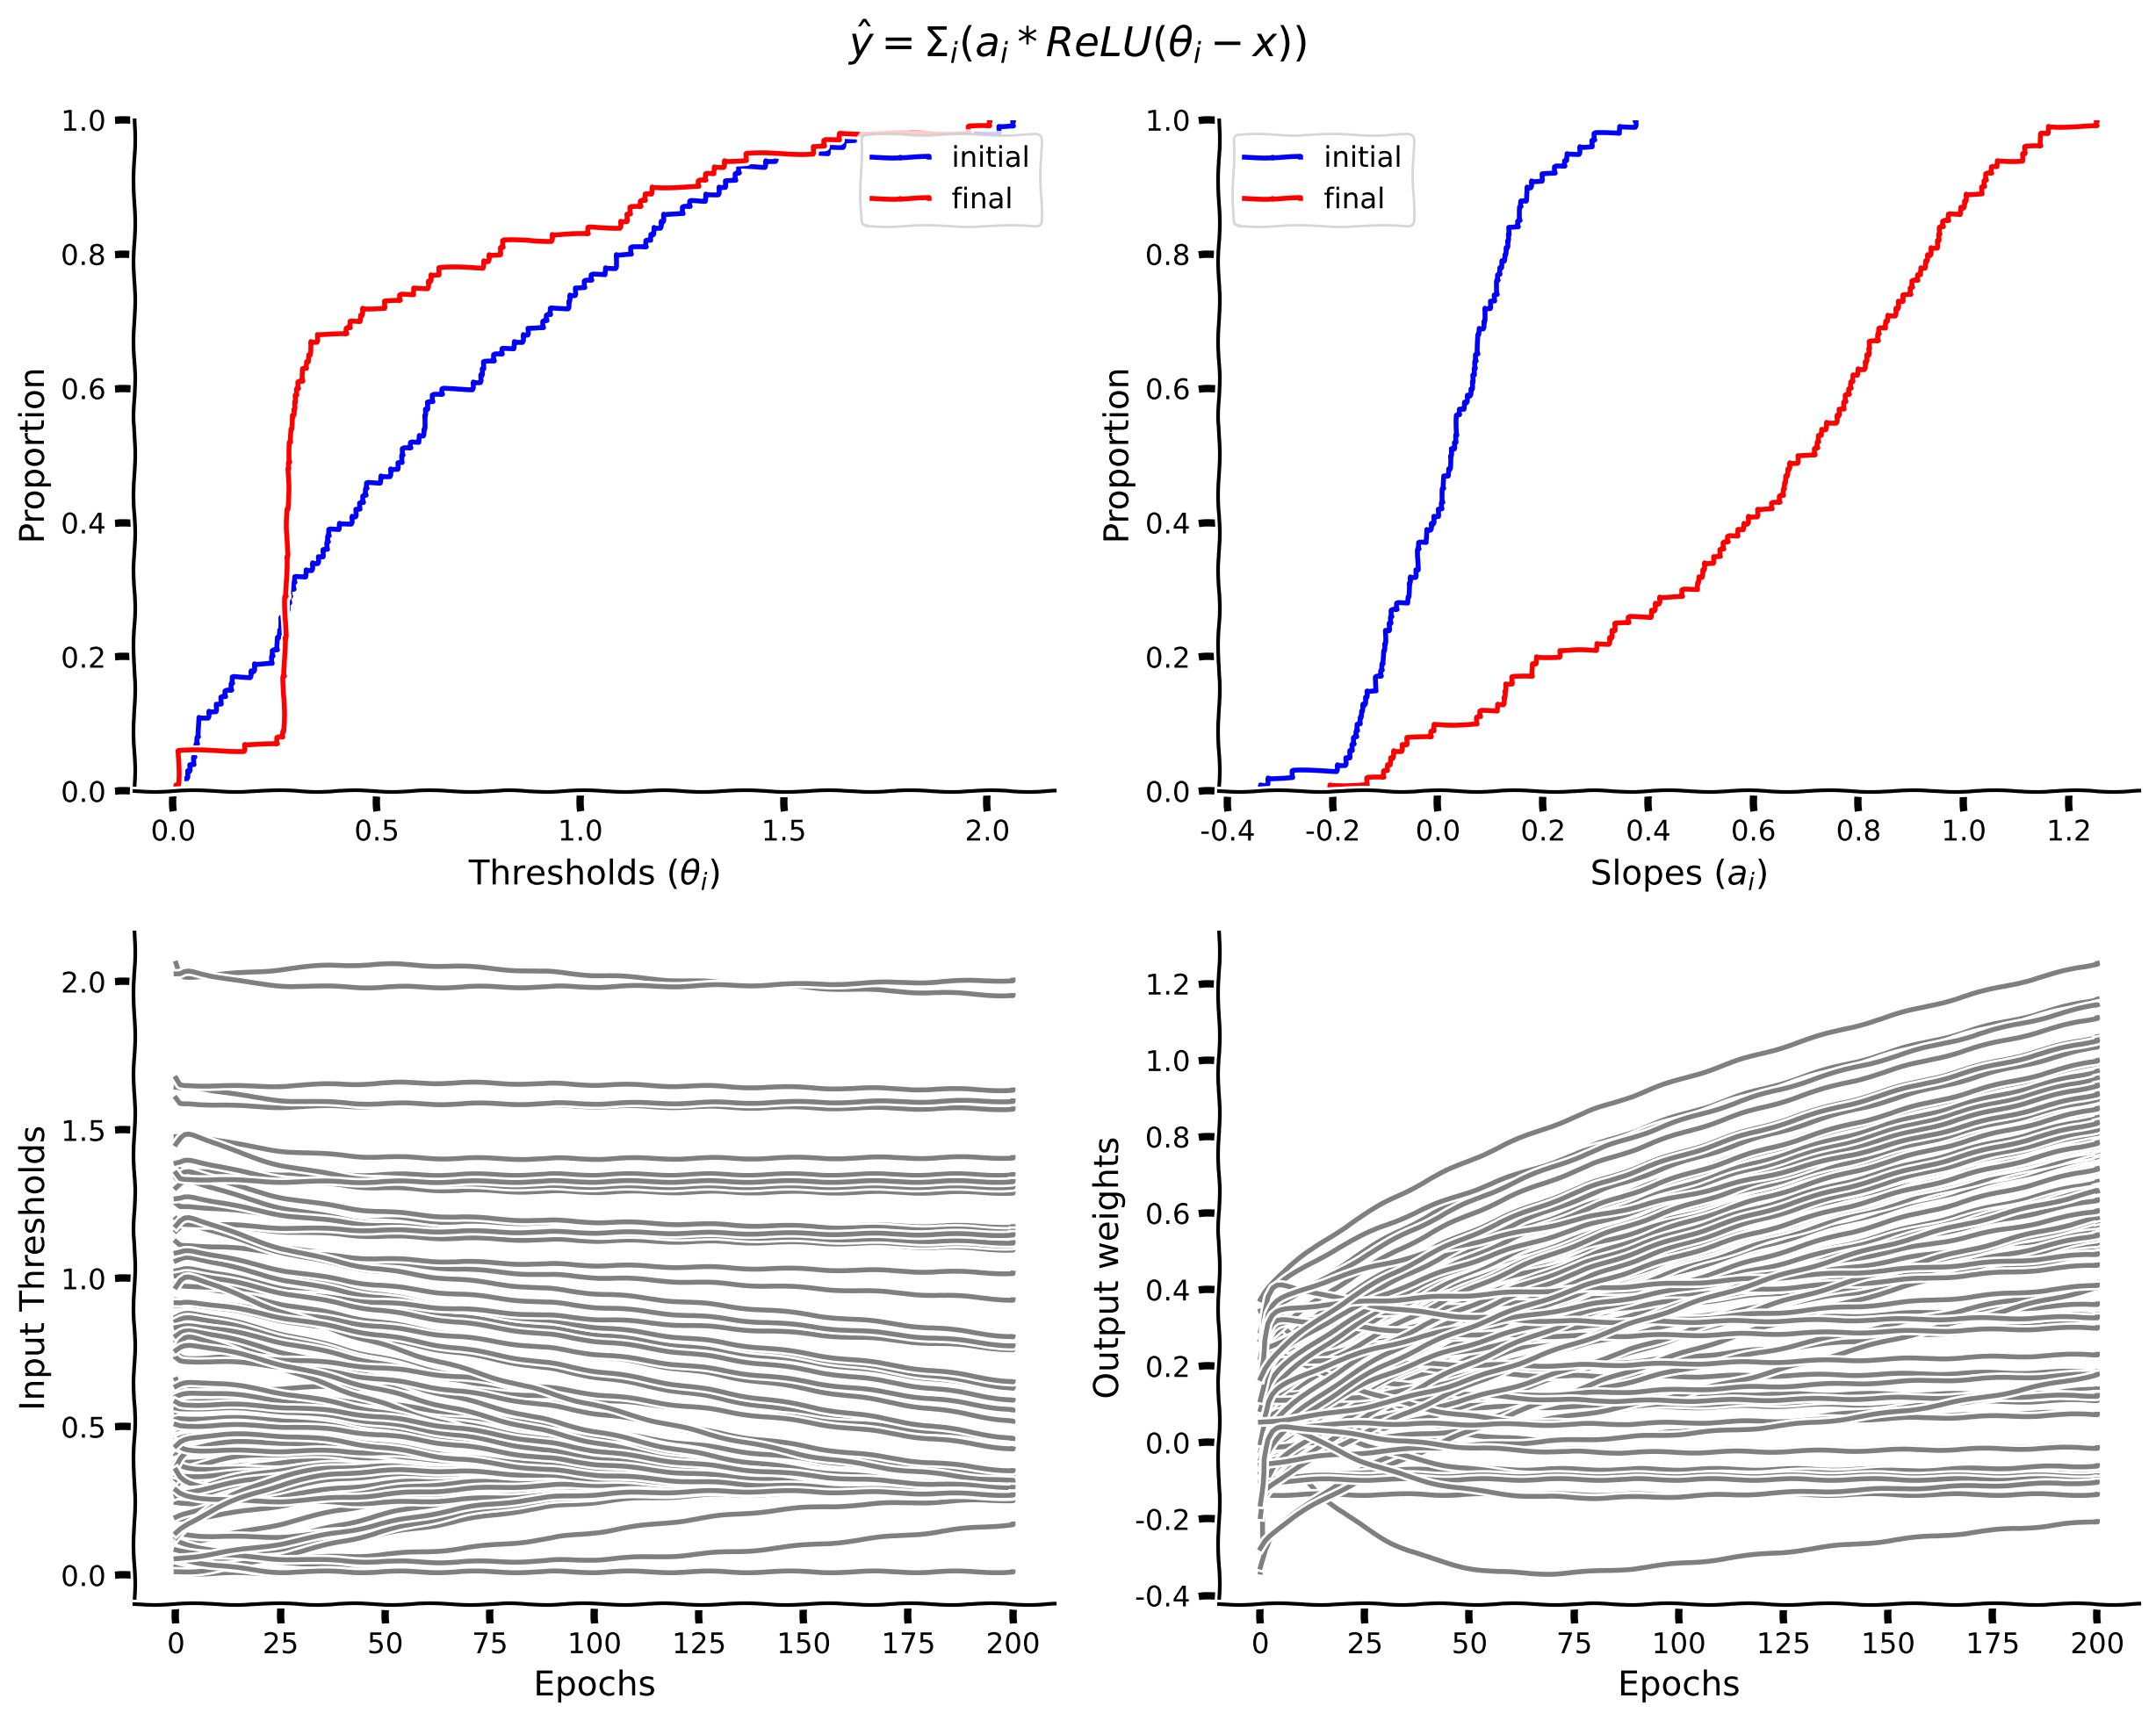 ŷ = Σᵢ(aᵢ * ReLU(θᵢ − x))
1.0
0.8
0.6
0.4
0.2
0.0
Proportion
initial
final
0.0 0.5 1.0 1.5 2.0
Thresholds (θᵢ)
1.0
0.8
0.6
0.4
0.2
0.0
Proportion
initial
final
-0.4 -0.2 0.0 0.2 0.4 0.6 0.8 1.0 1.2
Slopes (aᵢ)
2.0
1.5
1.0
0.5
0.0
Input Thresholds
0 25 50 75 100 125 150 175 200
Epochs
1.2
1.0
0.8
0.6
0.4
0.2
0.0
-0.2
-0.4
Output weights
0 25 50 75 100 125 150 175 200
Epochs